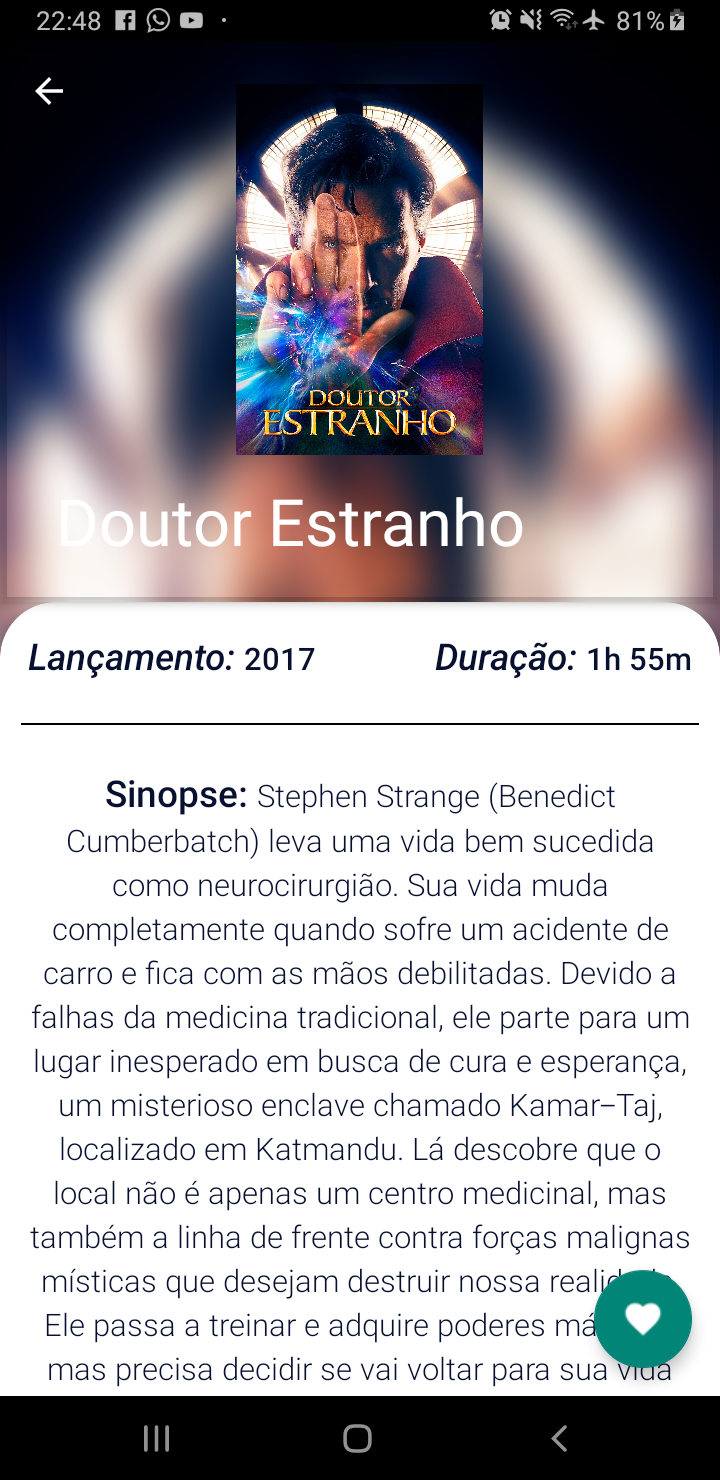 22:48
81%
DOUTOR
ESTRANHO
Doutor Estranho
Lançamento: 2017 Duração: 1h 55m
Sinopse: Stephen Strange (Benedict
Cumberbatch) leva uma vida bem sucedida
como neurocirurgião. Sua vida muda
completamente quando sofre um acidente de
carro e fica com as mãos debilitadas. Devido a
falhas da medicina tradicional, ele parte para um
lugar inesperado em busca de cura e esperança,
um misterioso enclave chamado Kamar–Taj,
localizado em Katmandu. Lá descobre que o
local não é apenas um centro medicinal, mas
também a linha de frente contra forças malignas
místicas que desejam destruir nossa
Ele passa a treinar e adquire poderes
mas precisa decidir se vai voltar para sua vida